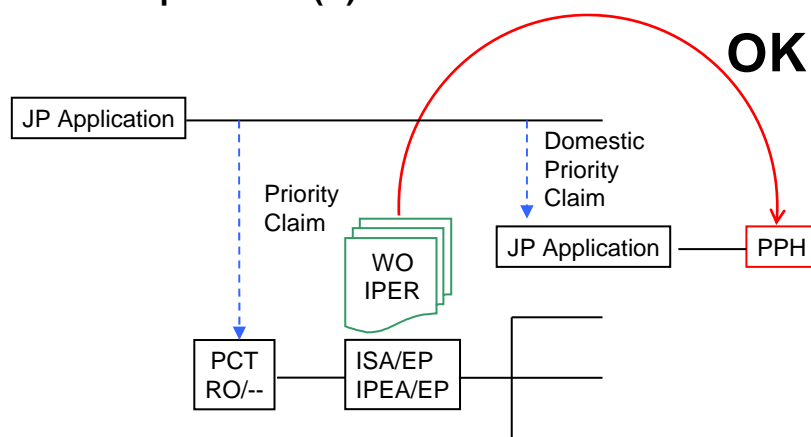 OK
JP Application
Domestic
Priority
Claim
Priority
Claim
JP Application
PPH
WO
IPER
PCT
RO/--
ISA/EP
IPEA/EP